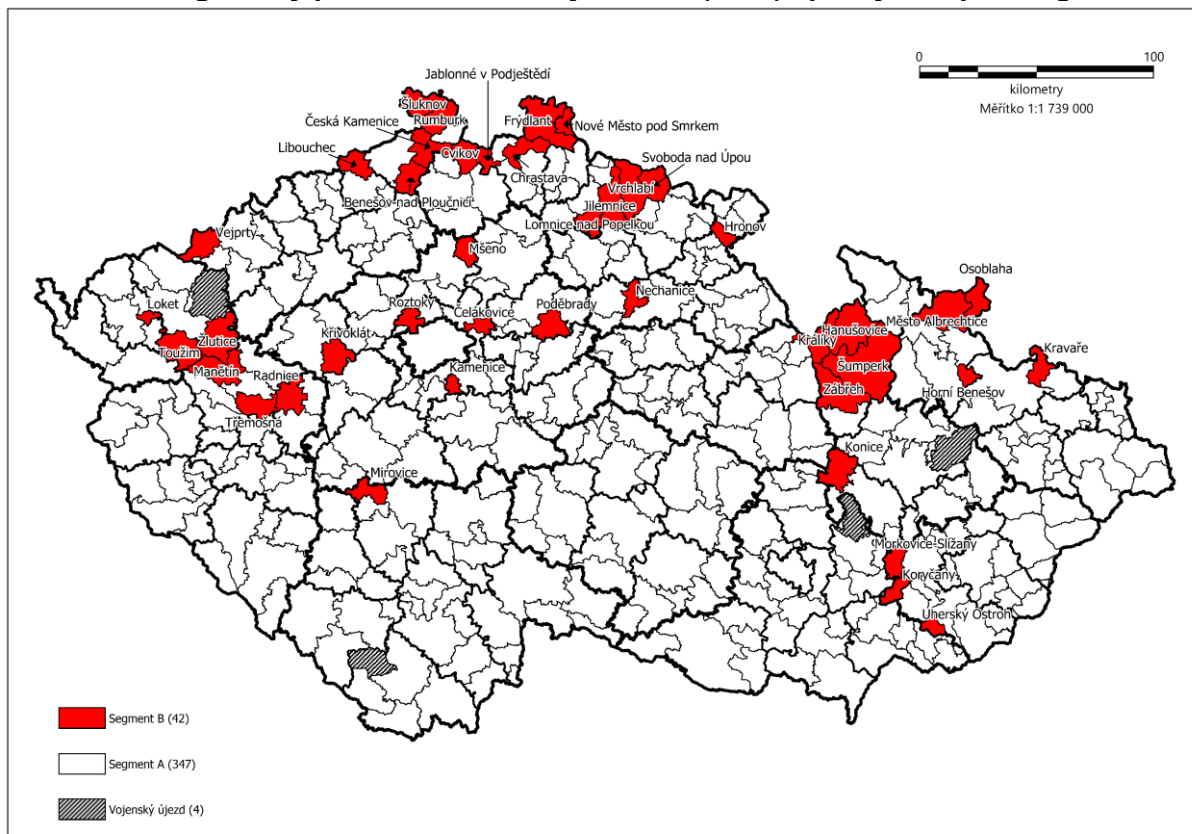 0 100
kilometry
Měřítko 1:1 739 000
Jablonné v Podještědí
Šluknov
Rumburk
Česká Kamenice
Frýdlant
Nové Město pod Smrkem
Libouchec
Cvikov
Svoboda nad Úpou
Chrastava
Vrchlabí
Benešov nad Ploučnicí
Jilemnice
Lomnice nad Popelkou
Hronov
Vejprty
Mšeno
Osoblaha
Nechanice
Loket
Roztoky
Čelákovice
Poděbrady
Město Albrechtice
Hanušovice
Králíky
Křivoklát
Žlutice
Toužim
Kravaře
Manětín
Radnice
Kamenice
Šumperk
Zábřeh
Horní Benešov
Třemošná
Konice
Mirovice
Morkovice-Slížany
Koryčany
Uherský Ostroh
Segment B (42)
Segment A (347)
Vojenský újezd (4)